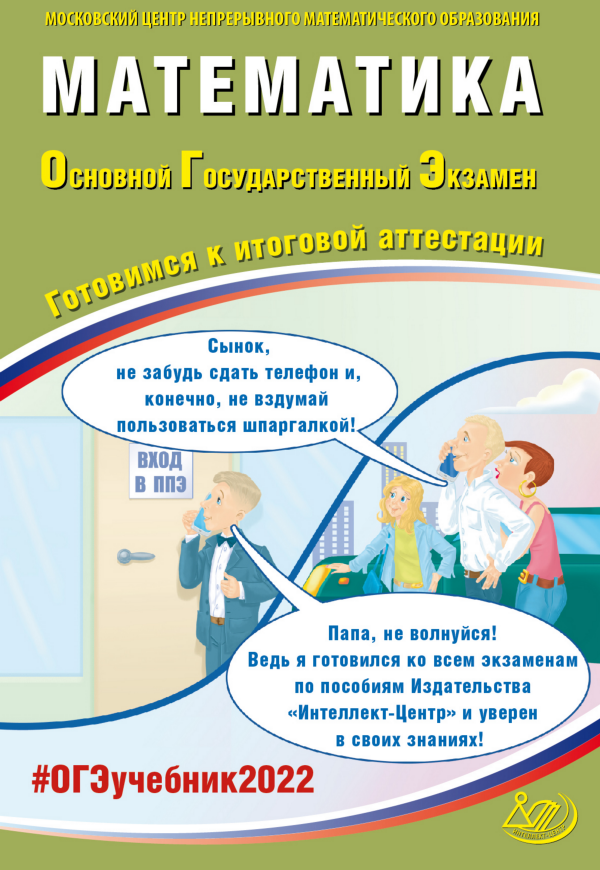 МОСКОВСКИЙ ЦЕНТР НЕПРЕРЫВНОГО МАТЕМАТИЧЕСКОГО ОБРАЗОВАНИЯ
МАТЕМАТИКА
ОСНОВНОЙ ГОСУДАРСТВЕННЫЙ ЭКЗАМЕН
Готовимся к итоговой аттестации
Сынок,
не забудь сдать телефон и,
конечно, не вздумай
пользоваться шпаргалкой!
ВХОД
В ППЭ
Папа, не волнуйся!
Ведь я готовился ко всем экзаменам
по пособиям Издательства
«Интеллект-Центр» и уверен
в своих знаниях!
#ОГЭучебник2022
ИНТЕЛЛЕКТ-ЦЕНТР